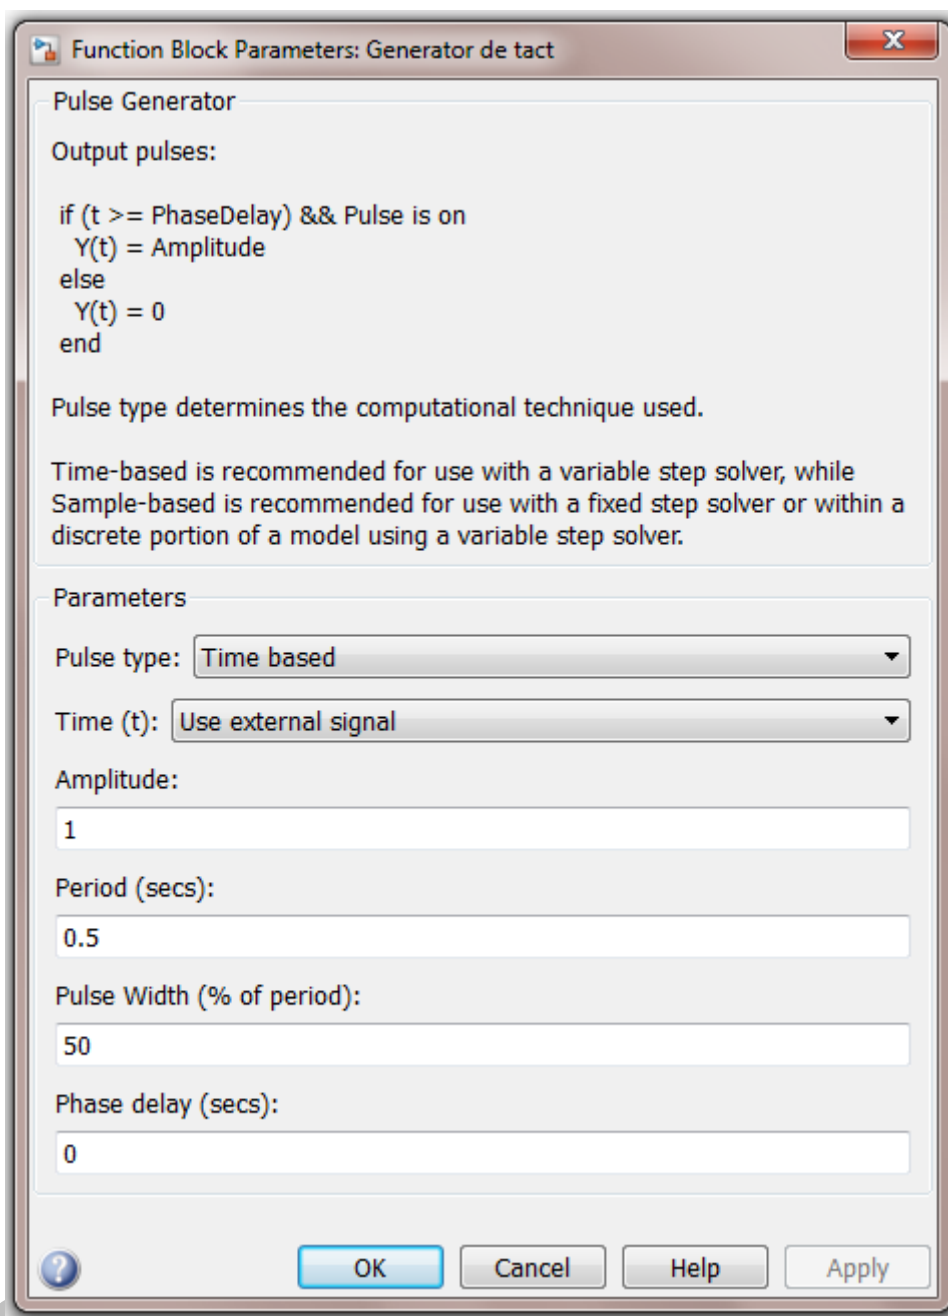 Function Block Parameters: Generator de tact
Pulse Generator
Output pulses:
if (t >= PhaseDelay) && Pulse is on
Y(t) = Amplitude
else
Y(t) = 0
end
Pulse type determines the computational technique used.
Time-based is recommended for use with a variable step solver, while
Sample-based is recommended for use with a fixed step solver or within a
discrete portion of a model using a variable step solver.
Parameters
Pulse type: Time based
Time (t): Use external signal
Amplitude:
1
Period (secs):
0.5
Pulse Width (% of period):
50
Phase delay (secs):
0
? OK Cancel Help Apply